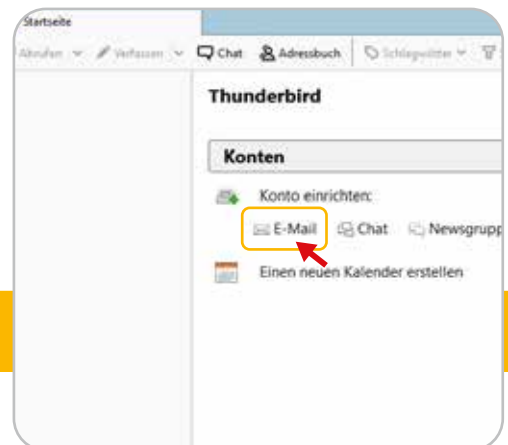 Startseite
Abrufen Verfassen Chat Adressbuch Schlagwörter
Thunderbird
Konten
Konto einrichten:
E-Mail Chat Newsgrupp
Einen neuen Kalender erstellen